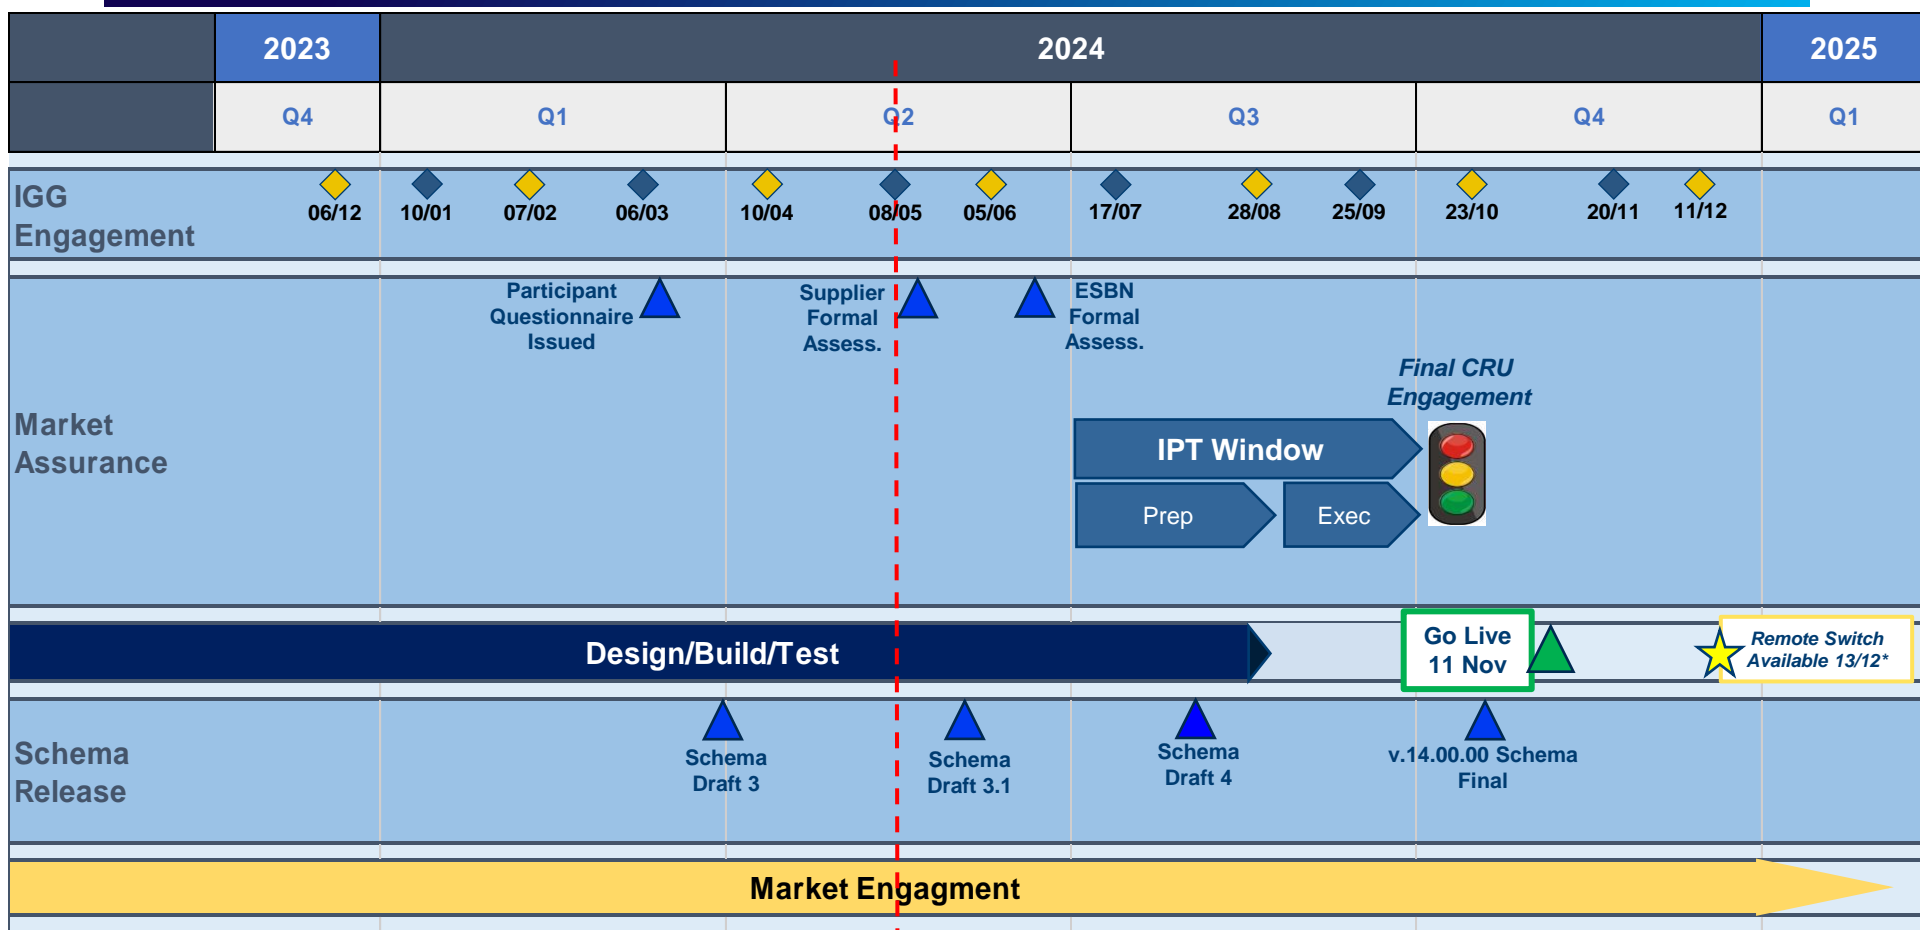 2023
2024
2025
Q4
Q1
Q2
Q3
Q4
Q1
IGG
Engagement
06/12
10/01
07/02
06/03
10/04
08/05
05/06
17/07
28/08
25/09
23/10
20/11
11/12
Market
Assurance
Participant
Questionnaire
Issued
Supplier
Formal
Assess.
ESBN
Formal
Assess.
Final CRU
Engagement
IPT Window
Prep
Exec
Design/Build/Test
Go Live
11 Nov
Remote Switch
Available 13/12*
Schema
Release
Schema
Draft 3
Schema
Draft 3.1
Schema
Draft 4
v.14.00.00 Schema
Final
Market Engagment